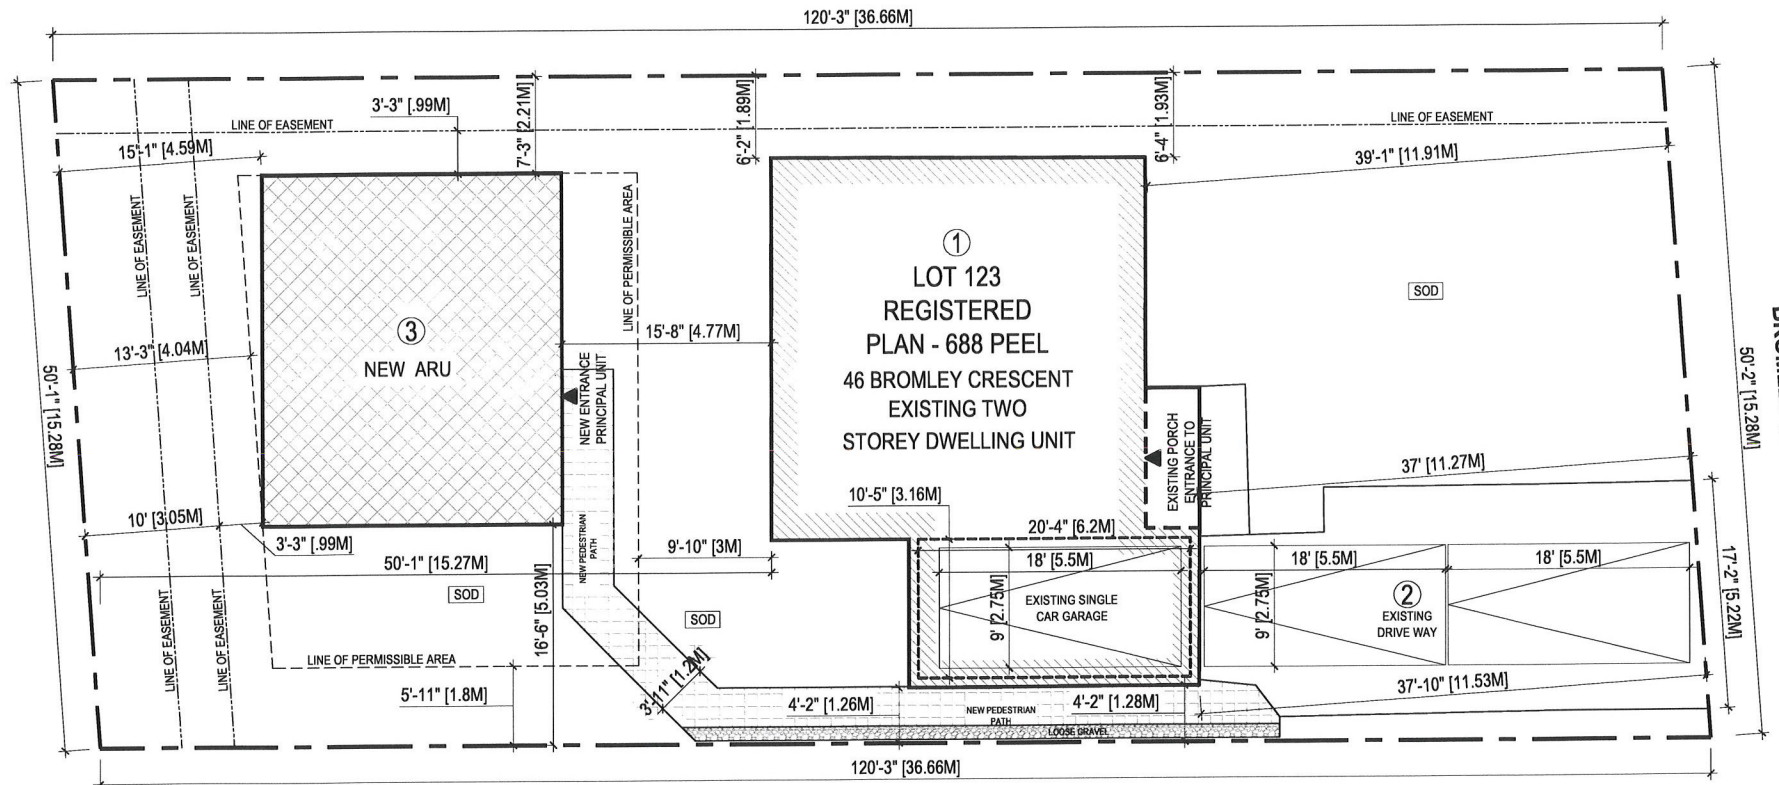 120'-3" [36.66M]
3'-3" [.99M]
7'-3" [2.21M]
6'-2" [1.89M]
6'-4" [1.93M]
LINE OF EASEMENT
LINE OF EASEMENT
15'-1" [4.59M]
39'-1" [11.91M]
LINE OF EASEMENT
LINE OF EASEMENT
LINE OF PERMISSIBLE AREA
1
LOT 123
REGISTERED
PLAN - 688 PEEL
46 BROMLEY CRESCENT
EXISTING TWO
STOREY DWELLING UNIT
SOD
3
NEW ARU
15'-8" [4.77M]
13'-3" [4.04M]
50'-1" [15.28M]
50'-2" [15.28M]
NEW ENTRANCE
PRINCIPAL UNIT
EXISTING PORCH
ENTRANCE TO
PRINCIPAL UNIT
37' [11.27M]
10'-5" [3.16M]
20'-4" [6.2M]
10' [3.05M]
3'-3" [.99M]
NEW PEDESTRIAN
PATH
9'-10" [3M]
50'-1" [15.27M]
18' [5.5M]
18' [5.5M]
18' [5.5M]
17'-2" [5.22M]
SOD
16'-6" [5.03M]
SOD
9' [2.75M]
EXISTING SINGLE
CAR GARAGE
9' [2.75M]
2
EXISTING
DRIVE WAY
LINE OF EASEMENT
LINE OF EASEMENT
LINE OF PERMISSIBLE AREA
5'-11" [1.8M]
3'-11" [1.2M]
4'-2" [1.26M]
NEW PEDESTRIAN
PATH
4'-2" [1.28M]
37'-10" [11.53M]
LOOSE GRAVEL
120'-3" [36.66M]